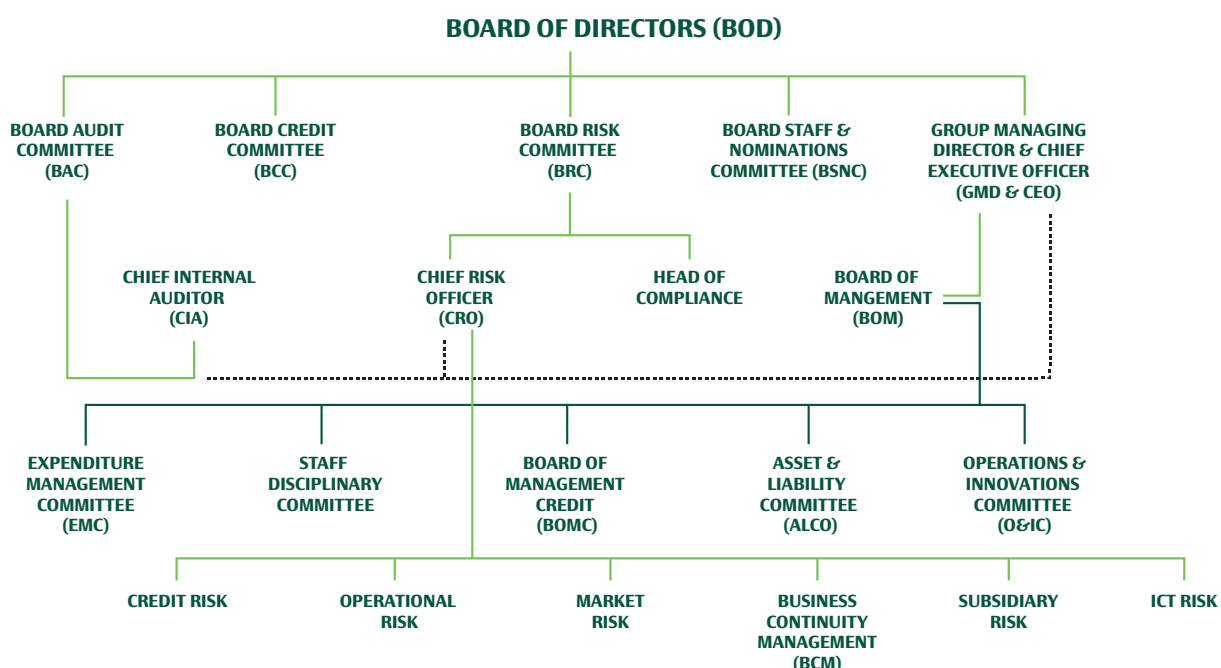 BOARD OF DIRECTORS (BOD)
BOARD AUDIT
COMMITTEE
(BAC)
BOARD CREDIT
COMMITTEE
(BCC)
BOARD RISK
COMMITTEE
(BRC)
BOARD STAFF &
NOMINATIONS
COMMITTEE (BSNC)
GROUP MANAGING
DIRECTOR & CHIEF
EXECUTIVE OFFICER
(GMD & CEO)
CHIEF INTERNAL
AUDITOR
(CIA)
CHIEF RISK
OFFICER
(CRO)
HEAD OF
COMPLIANCE
BOARD OF
MANGEMENT
(BOM)
EXPENDITURE
MANAGEMENT
COMMITTEE
(EMC)
STAFF
DISCIPLINARY
COMMITTEE
BOARD OF
MANAGEMENT
CREDIT
(BOMC)
ASSET &
LIABILITY
COMMITTEE
(ALCO)
OPERATIONS &
INNOVATIONS
COMMITTEE
(O&IC)
CREDIT RISK
OPERATIONAL
RISK
MARKET
RISK
BUSINESS
CONTINUITY
MANAGEMENT
(BCM)
SUBSIDIARY
RISK
ICT RISK